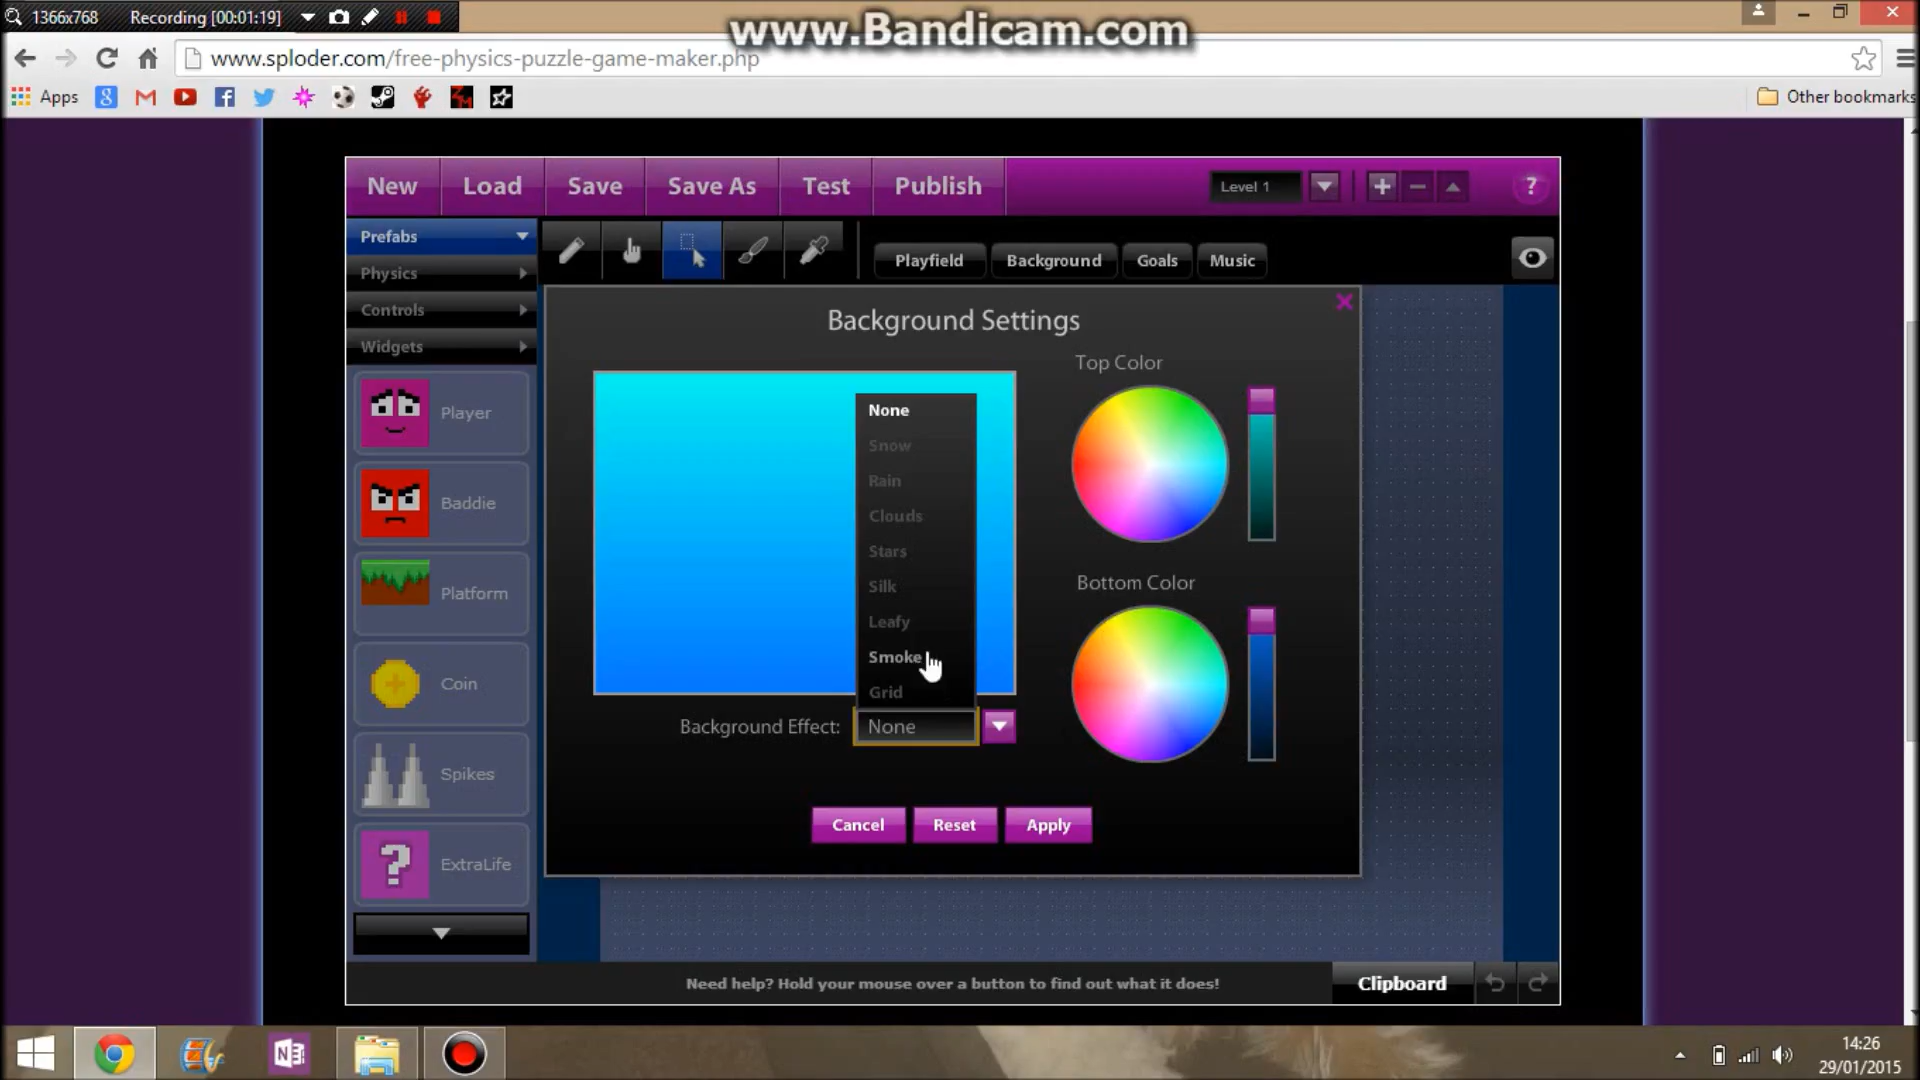 1366x768 Recording [00:01:19]
www.Bandicam.com
www.sploder.com/free-physics-puzzle-game-maker.php
Apps
Other bookmarks
New Load Save Save As Test Publish Level 1 ?
Prefabs
Physics
Controls
Widgets
Playfield Background Goals Music
Player
Baddie
Platform
Coin
Spikes
ExtraLife
Background Settings
Top Color
Bottom Color
None
Snow
Rain
Clouds
Stars
Silk
Leafy
Smoke
Grid
Background Effect: None
Cancel Reset Apply
Need help? Hold your mouse over a button to find out what it does!
Clipboard
14:26
29/01/2015